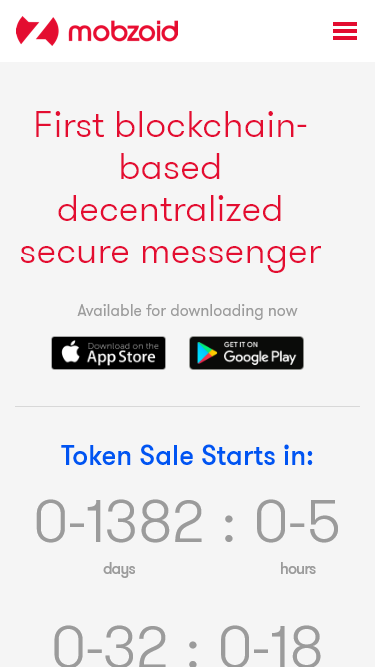 mobzoid
First blockchain-
based
decentralized
secure messenger
Available for downloading now
Download on the
App Store
GET IT ON
Google Play
Token Sale Starts in:
0-1382 : 0-5
days hours
0-32 : 0-18